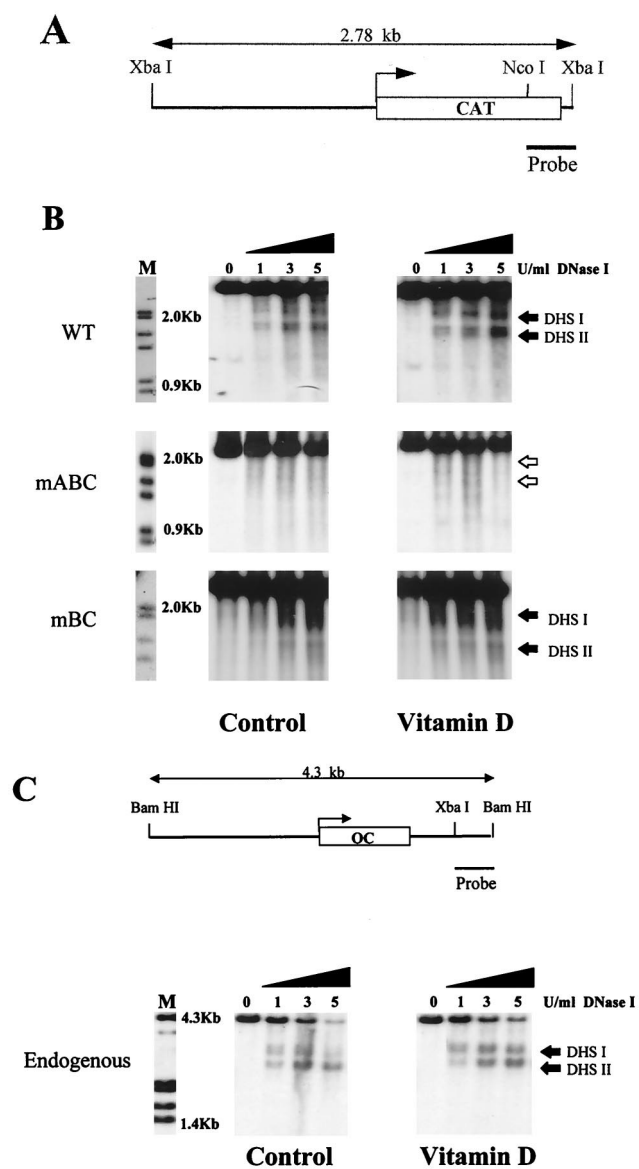 A
2.78 kb
Xba I Nco I Xba I
CAT
Probe
B
M 0 1 3 5 0 1 3 5 U/ml DNase I
WT
2.0Kb
0.9Kb
DHS I
DHS II
mABC
2.0Kb
0.9Kb
mBC
2.0Kb
DHS I
DHS II
Control Vitamin D
C
4.3 kb
Bam HI Xba I Bam HI
OC
Probe
M 0 1 3 5 0 1 3 5 U/ml DNase I
Endogenous
4.3Kb
1.4Kb
DHS I
DHS II
Control Vitamin D